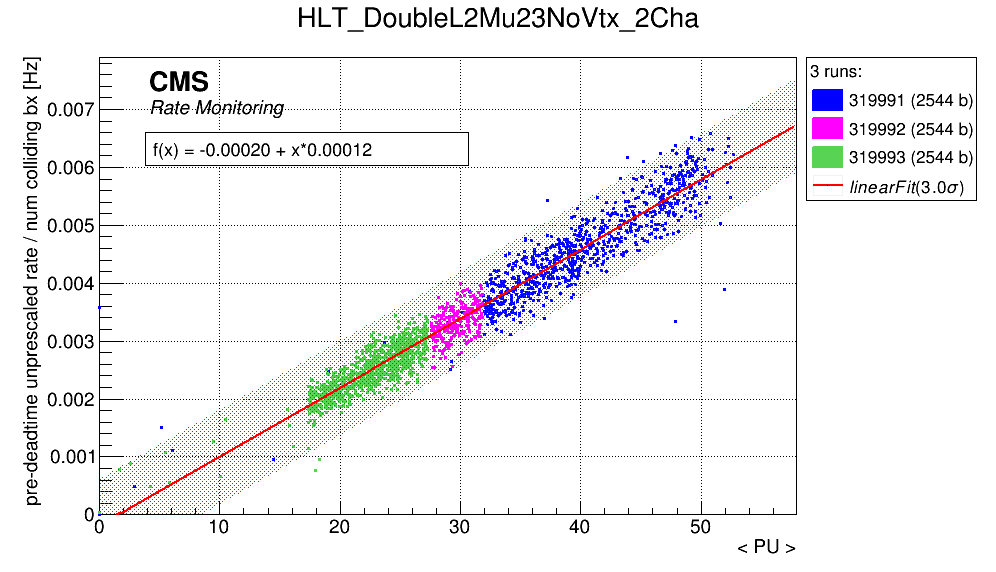 HLT_DoubleL2Mu23NoVtx_2Cha
pre-deadtime unprescaled rate / num colliding bx [Hz]
CMS
Rate Monitoring
f(x) = -0.00020 + x*0.00012
0.007
0.006
0.005
0.004
0.003
0.002
0.001
0
0 10 20 30 40 50
< PU >
3 runs:
319991 (2544 b)
319992 (2544 b)
319993 (2544 b)
linearFit(3.0σ)